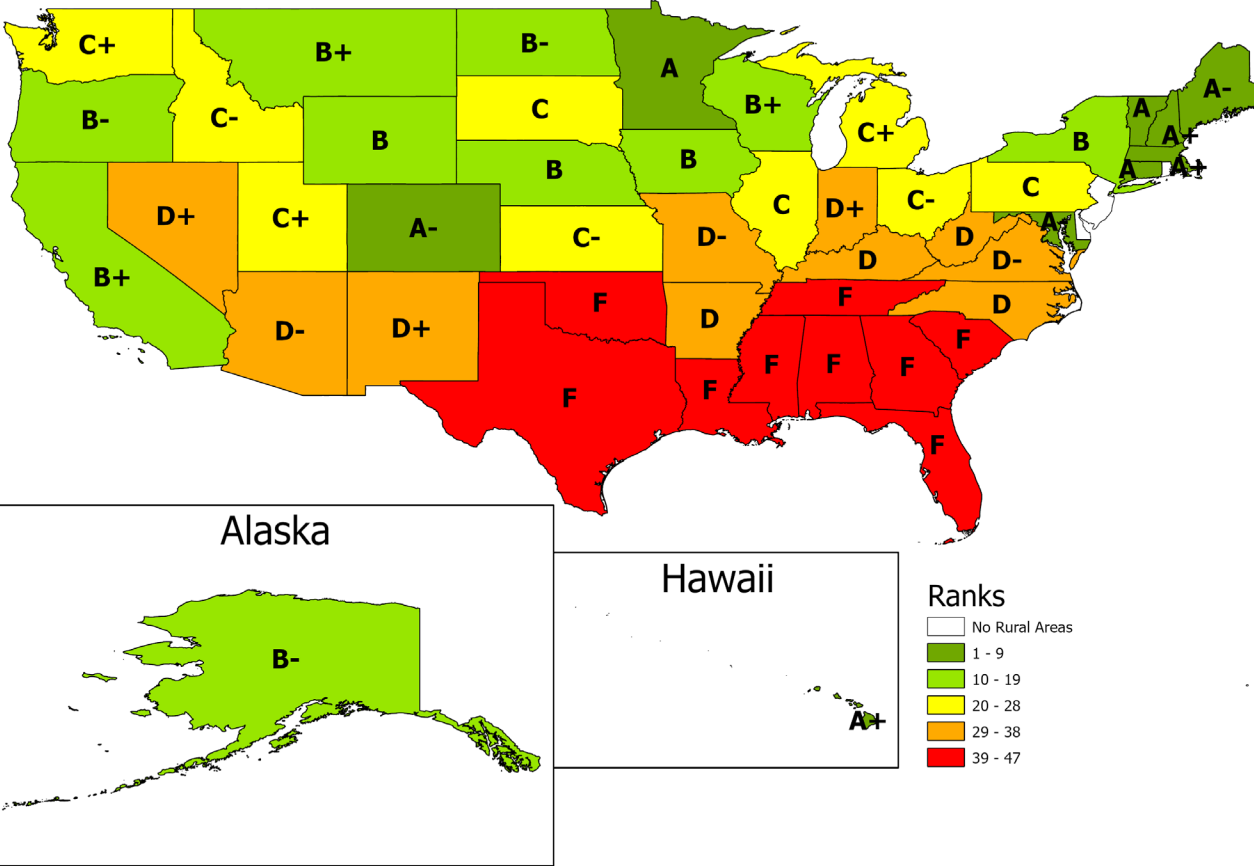 C+
B+
B-
A
A-
B-
C-
B
C
B+
C+
B
A
A+
B
B
C
A
A+
D+
C+
A-
C-
D-
C
D+
C-
D
A-
B+
D
D-
D-
D+
F
D
F
D
F
F
F
F
F
F
F
Alaska
B-
Hawaii
A+
Ranks
No Rural Areas
1 - 9
10 - 19
20 - 28
29 - 38
39 - 47